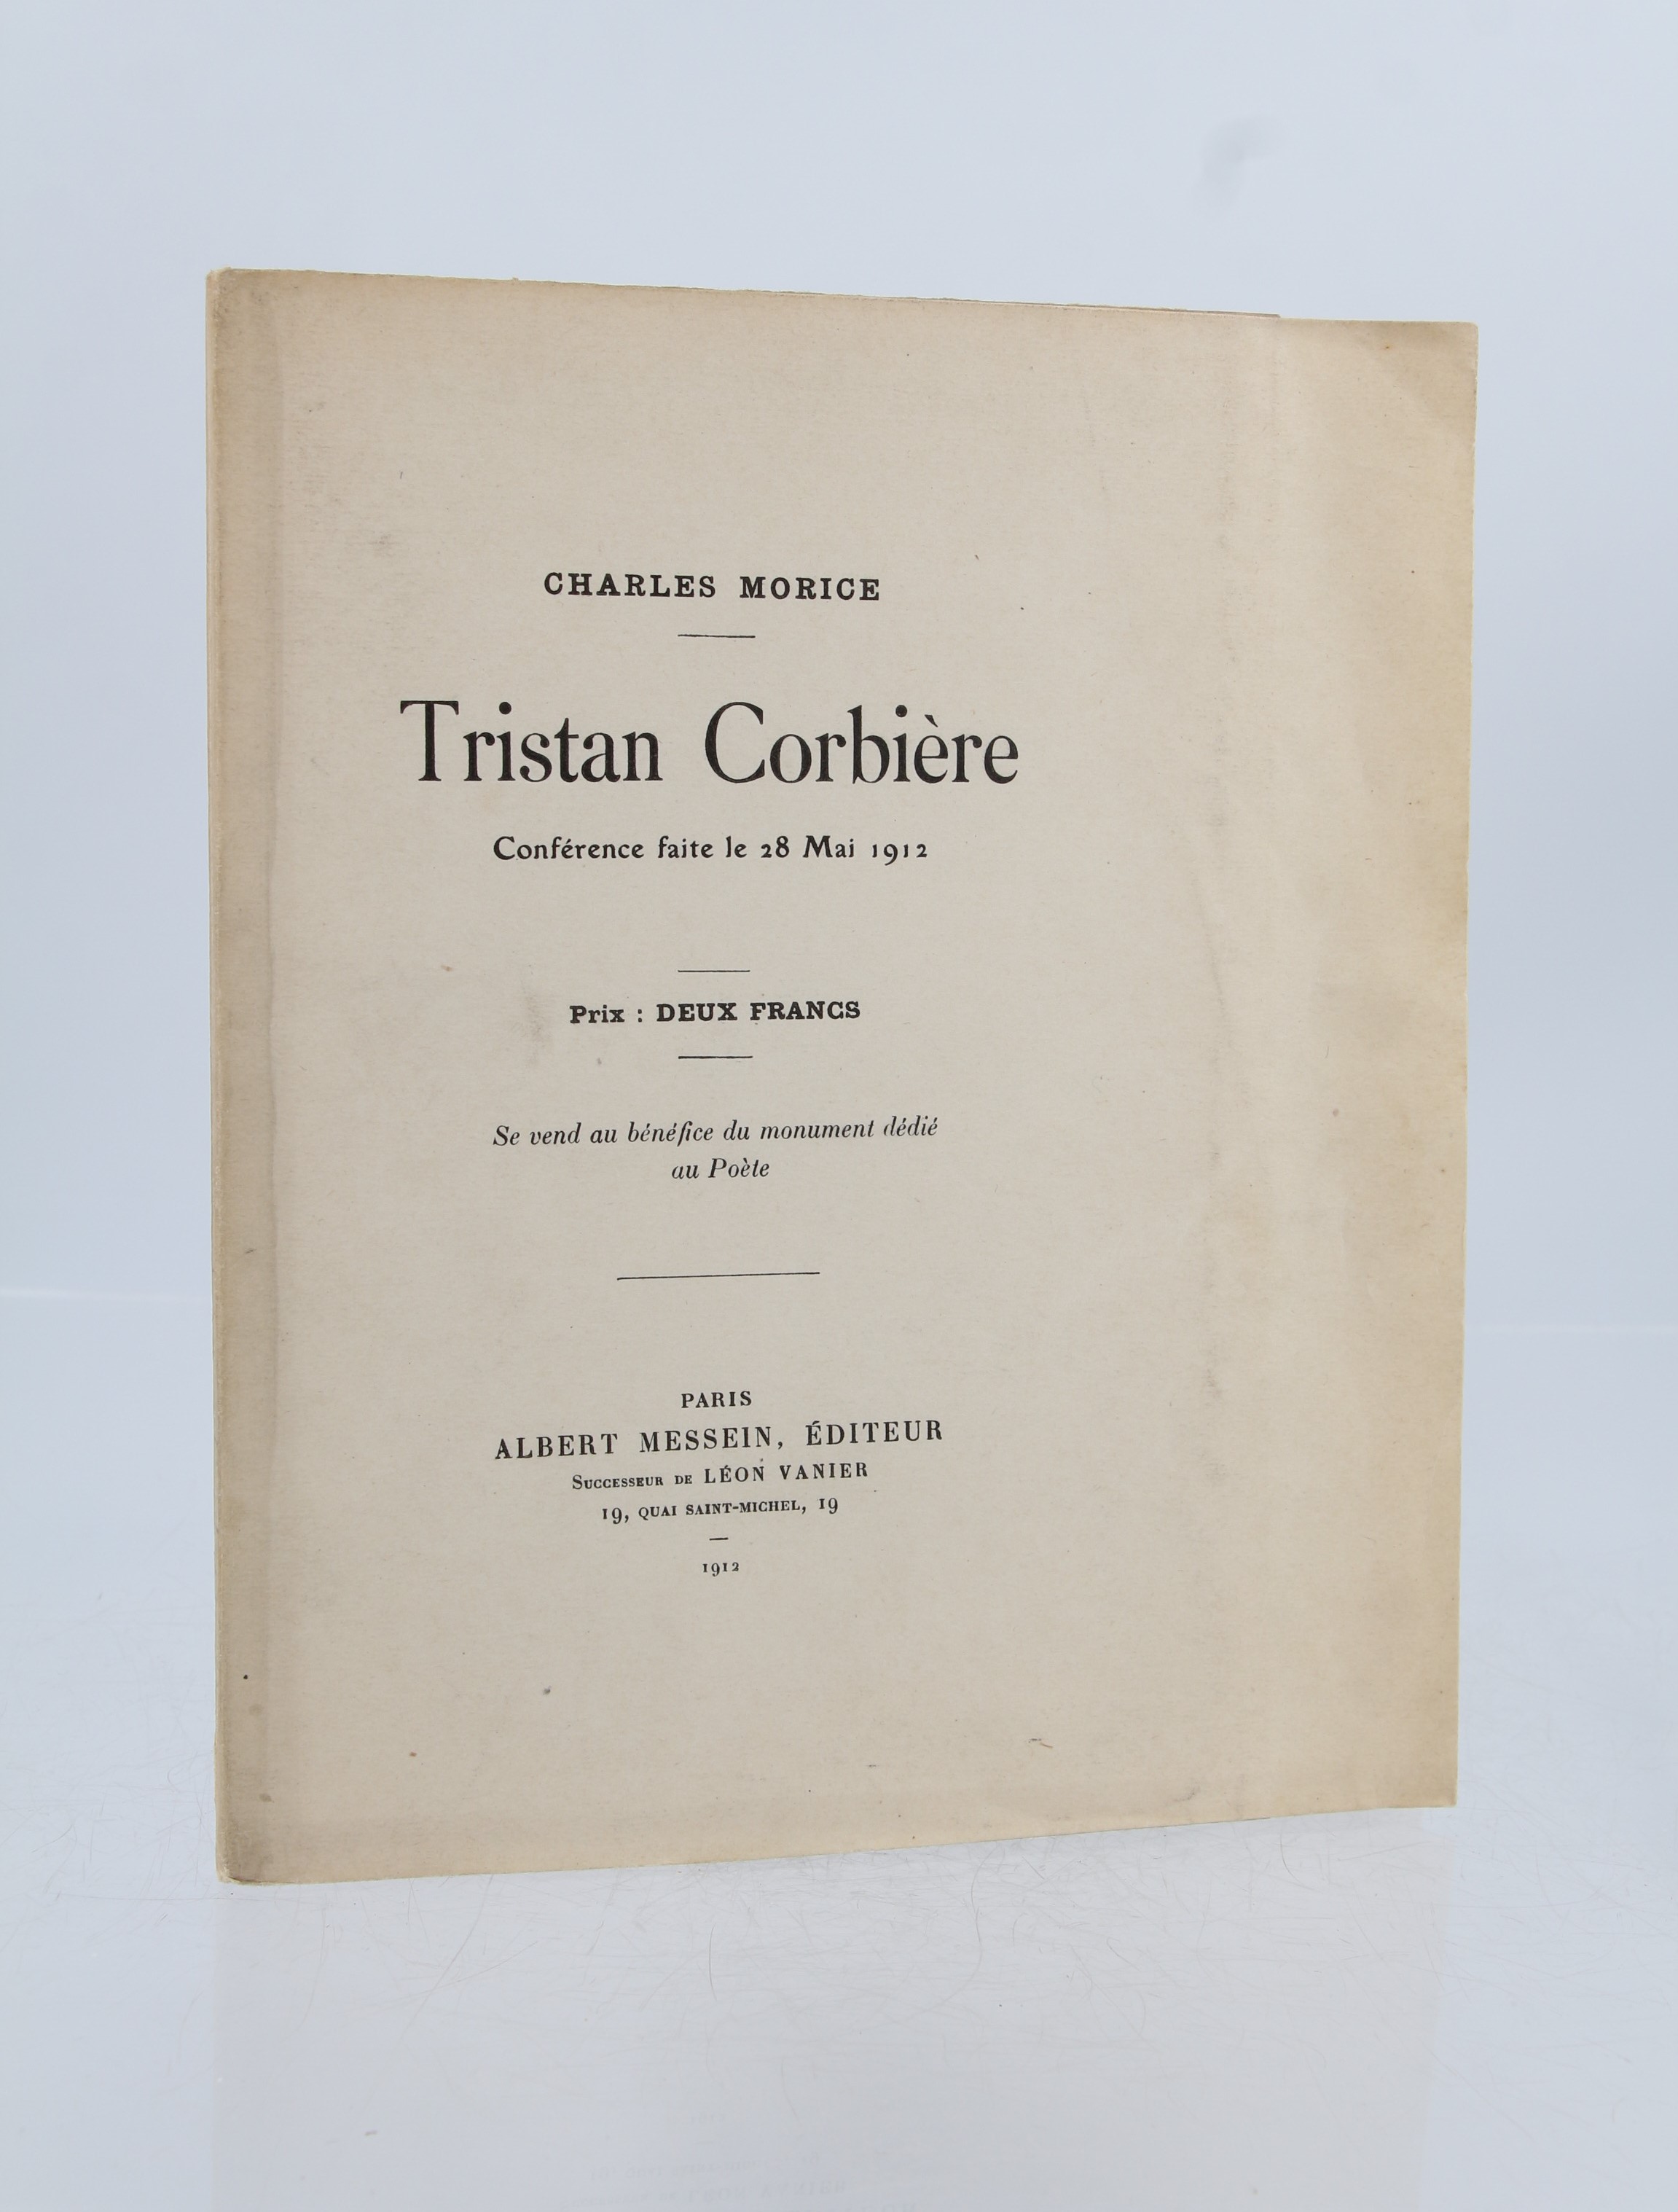 CHARLES MORICE
Tristan Corbière
Conférence faite le 28 Mai 1912
Prix : DEUX FRANCS
Se vend au bénéfice du monument dédié
au Poète
PARIS
ALBERT MESSEIN, ÉDITEUR
SUCCESSEUR DE LÉON VANIER
19, QUAI SAINT-MICHEL, 19
1912